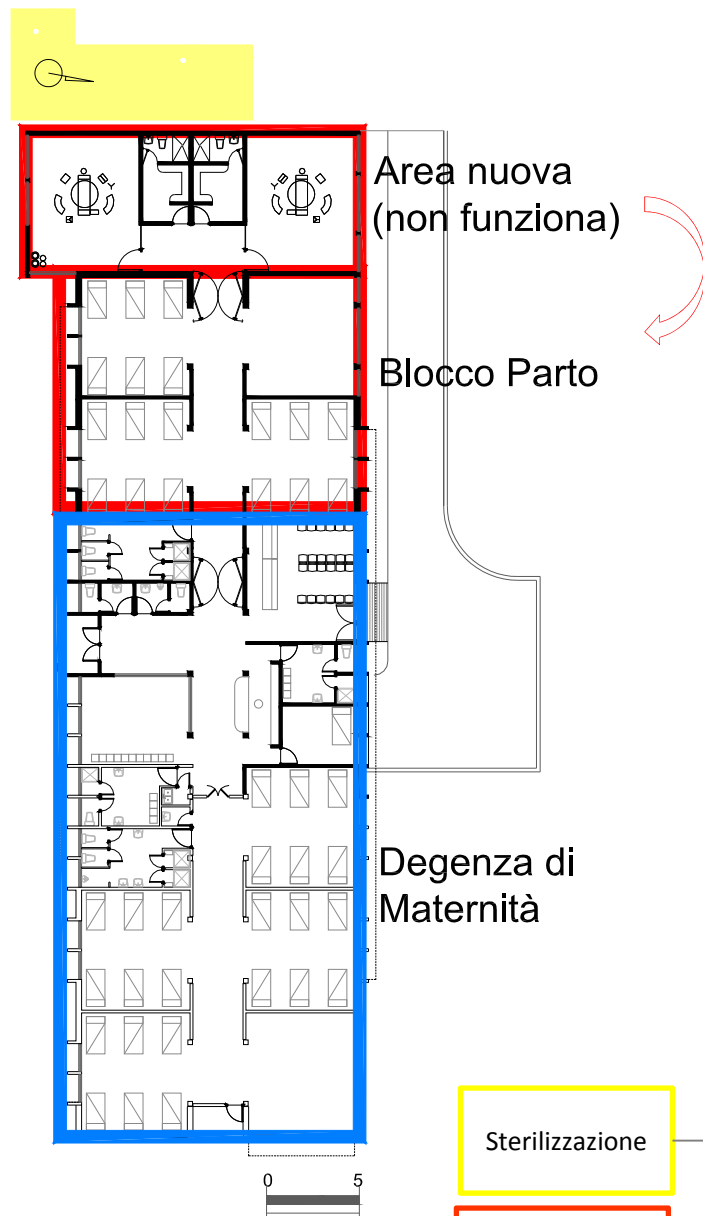 Area nuova
(non funziona)
Blocco Parto
Degenza di
Maternità
Sterilizzazione
0 5